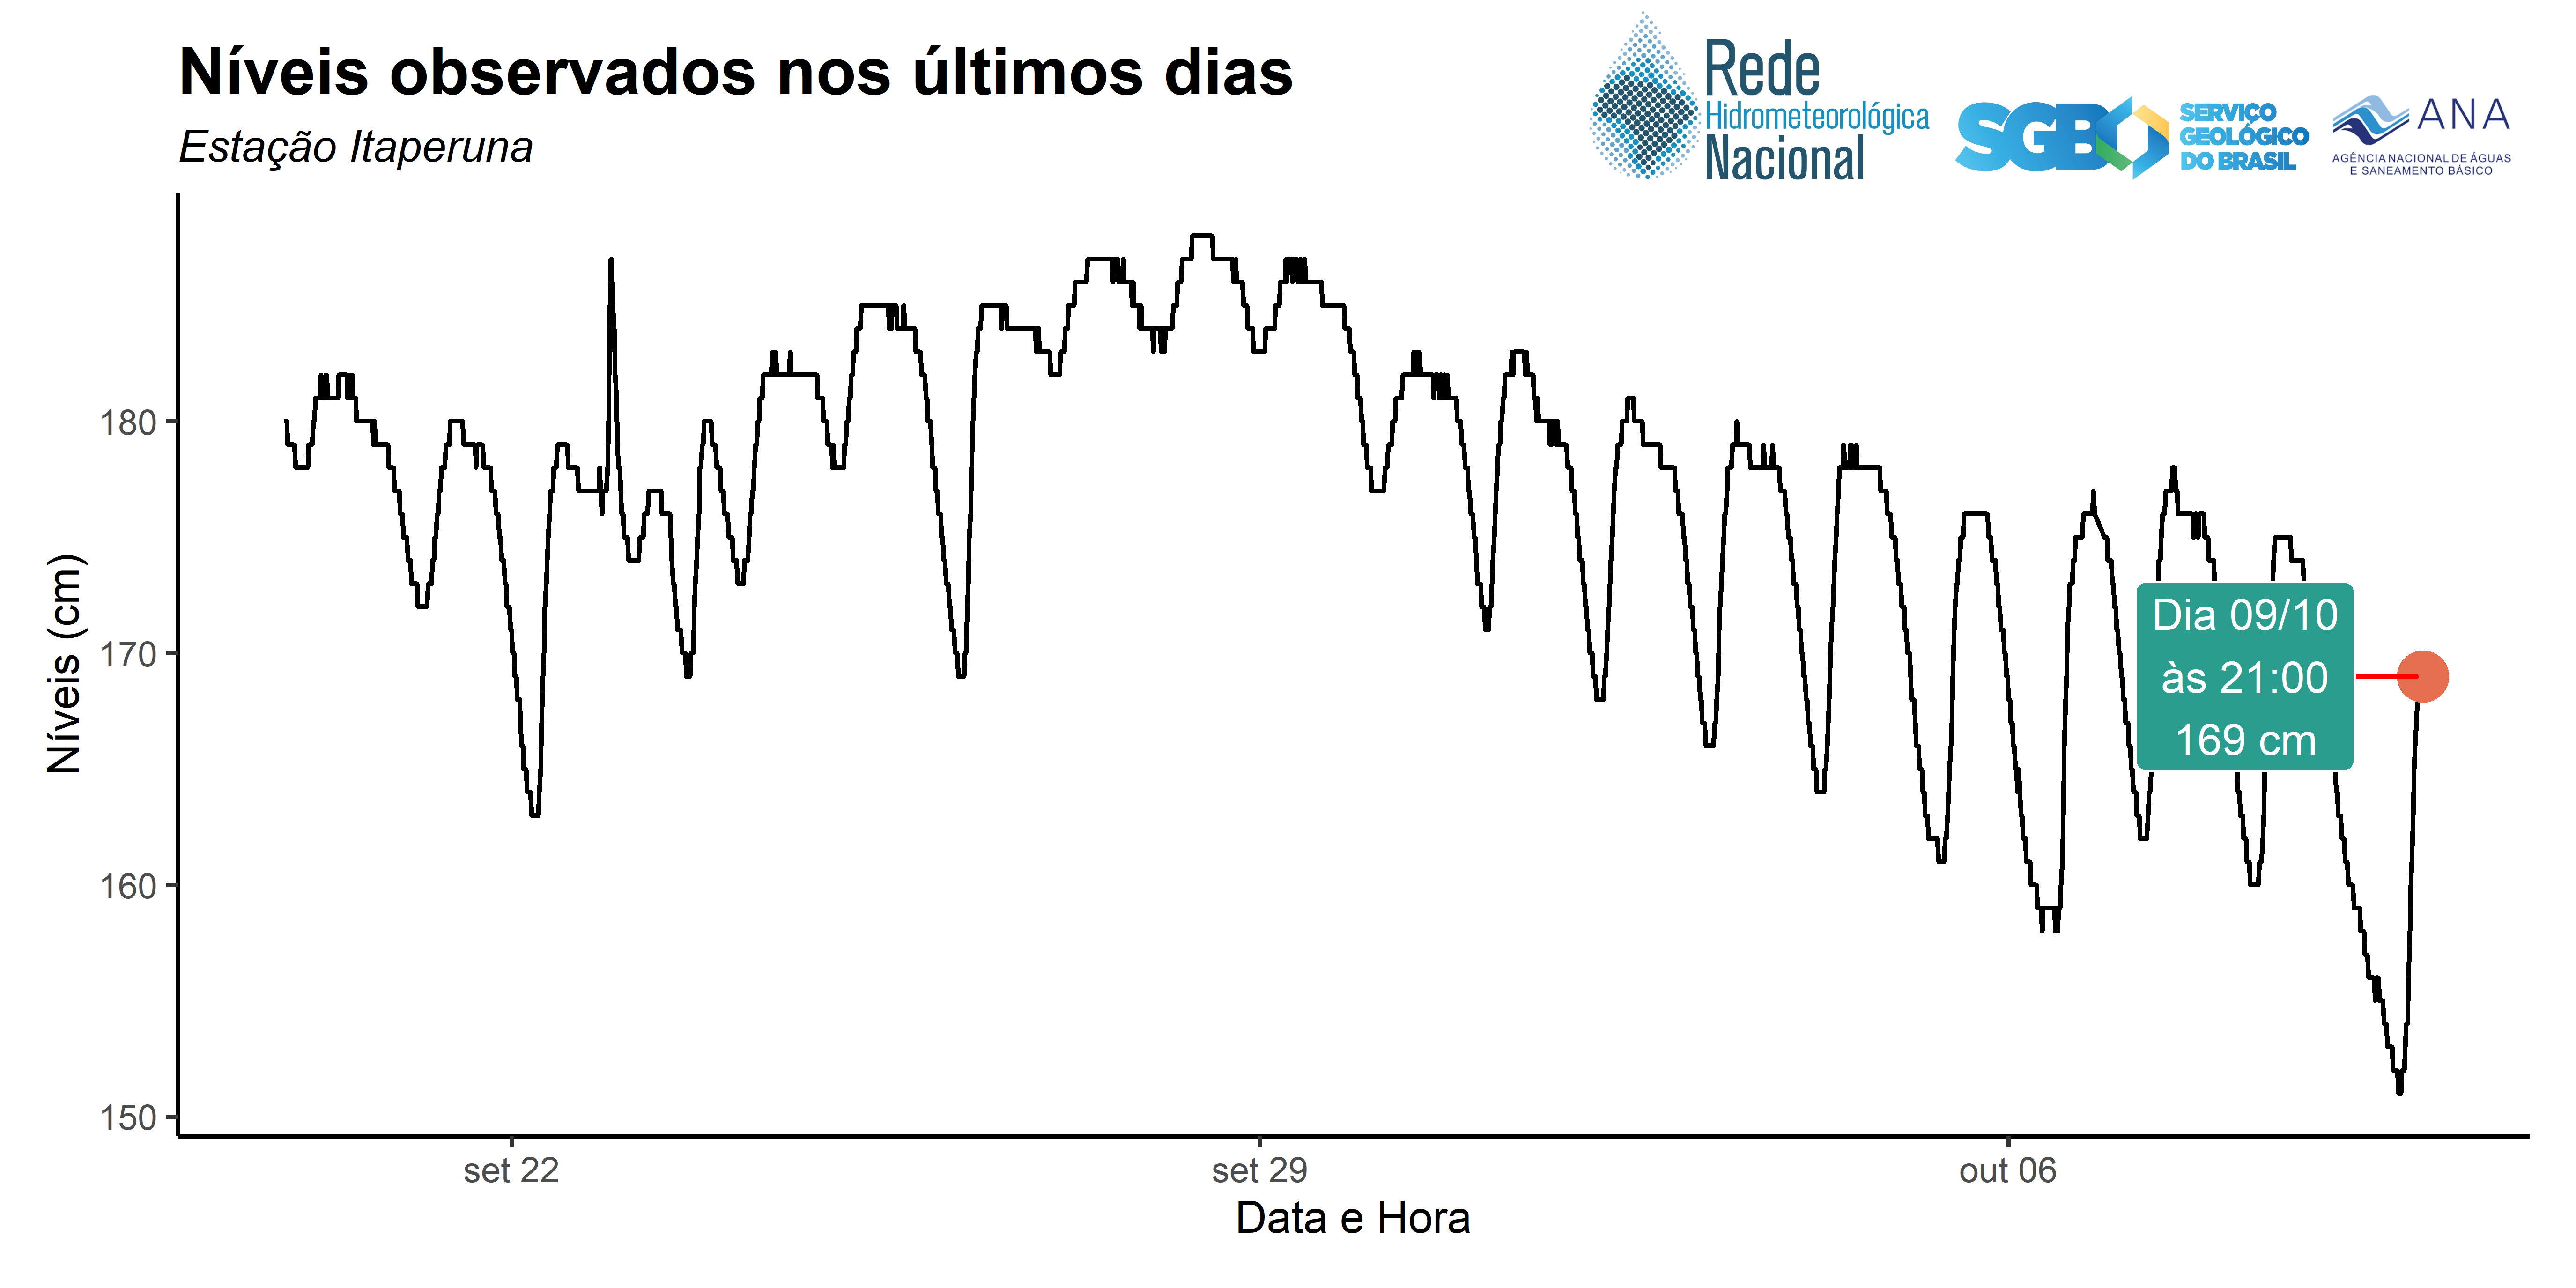 Níveis observados nos últimos dias
Estação Itaperuna
Rede
Hidrometeorológica
Nacional
SGB
SERVIÇO
GEOLÓGICO
DO BRASIL
ANA
AGÊNCIA NACIONAL DE ÁGUAS
E SANEAMENTO BÁSICO
Níveis (cm)
180
170
160
150
Dia 09/10
às 21:00
169 cm
set 22
set 29
out 06
Data e Hora